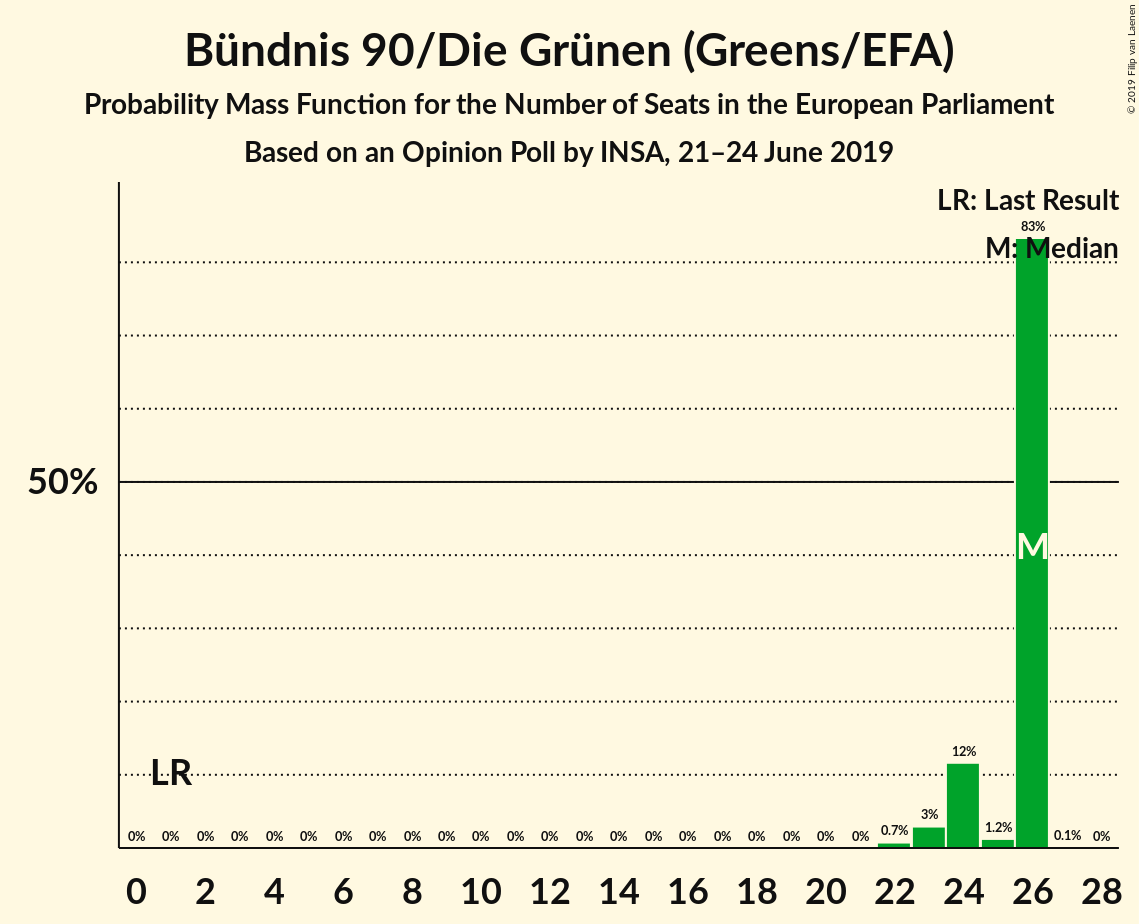 Bündnis 90/Die Grünen (Greens/EFA)
Probability Mass Function for the Number of Seats in the European Parliament
Based on an Opinion Poll by INSA, 21–24 June 2019
© 2019 Filip van Laenen
LR: Last Result
M: Median
83%
50%
M
LR
12%
3%
1.2%
0.7%
0.1%
0% 0% 0% 0% 0% 0% 0% 0% 0% 0% 0% 0% 0% 0% 0% 0% 0% 0% 0% 0% 0% 0% 0%
0 2 4 6 8 10 12 14 16 18 20 22 24 26 28